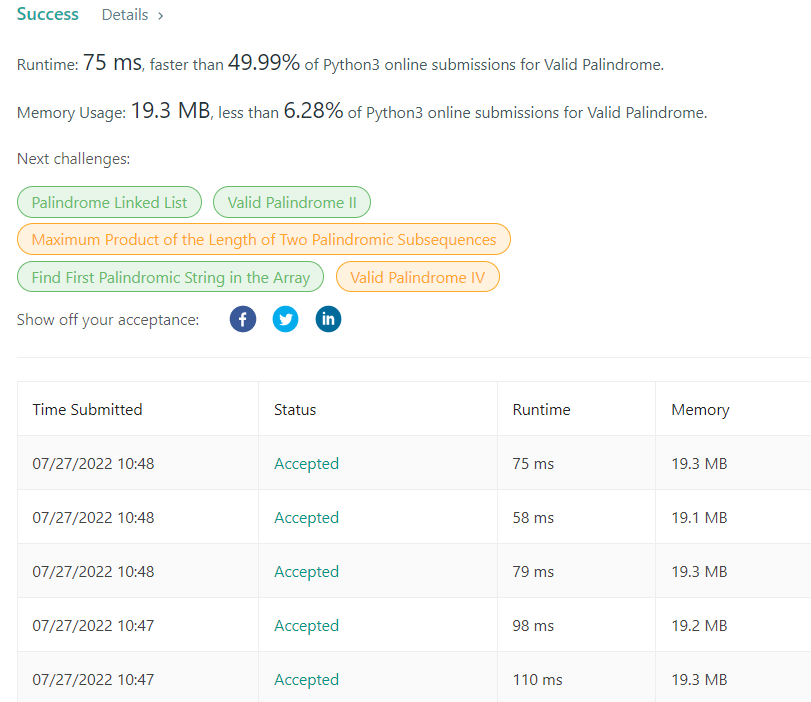 Success Details >
Runtime: 75 ms, faster than 49.99% of Python3 online submissions for Valid Palindrome.
Memory Usage: 19.3 MB, less than 6.28% of Python3 online submissions for Valid Palindrome.
Next challenges:
Palindrome Linked List Valid Palindrome II
Maximum Product of the Length of Two Palindromic Subsequences
Find First Palindromic String in the Array Valid Palindrome IV
Show off your acceptance: f in
Time Submitted Status Runtime Memory
07/27/2022 10:48 Accepted 75 ms 19.3 MB
07/27/2022 10:48 Accepted 58 ms 19.1 MB
07/27/2022 10:48 Accepted 79 ms 19.3 MB
07/27/2022 10:47 Accepted 98 ms 19.2 MB
07/27/2022 10:47 Accepted 110 ms 19.3 MB